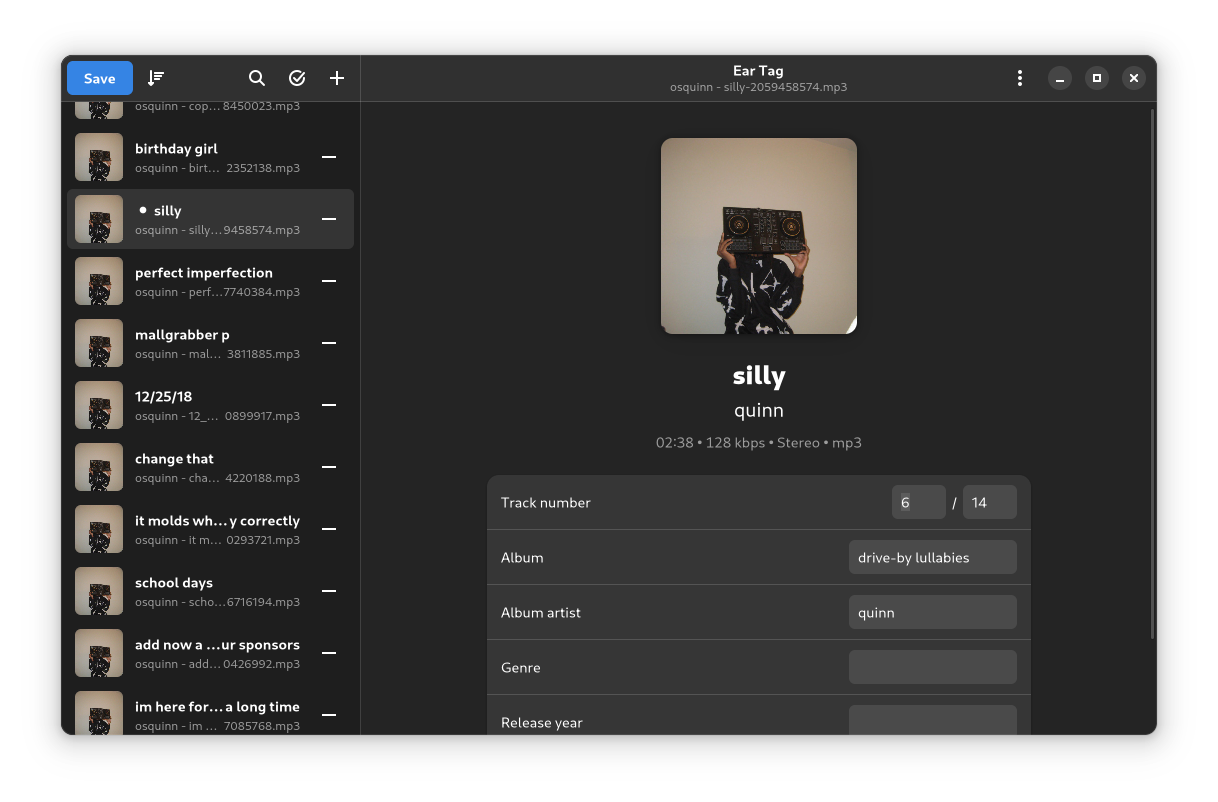 Save
Ear Tag
osquinn - silly-2059458574.mp3
osquinn - cop…8450023.mp3
birthday girl
osquinn - birt… 2352138.mp3
• silly
osquinn - silly…9458574.mp3
perfect imperfection
osquinn - perf…7740384.mp3
mallgrabber p
osquinn - mal… 3811885.mp3
12/25/18
osquinn - 12_… 0899917.mp3
change that
osquinn - cha… 4220188.mp3
it molds wh…y correctly
osquinn - it m… 0293721.mp3
school days
osquinn - scho…6716194.mp3
add now a …ur sponsors
osquinn - add…0426992.mp3
im here for…a long time
osquinn - im … 7085768.mp3
silly
quinn
02:38 • 128 kbps • Stereo • mp3
Track number 6 / 14
Album drive-by lullabies
Album artist quinn
Genre
Release year